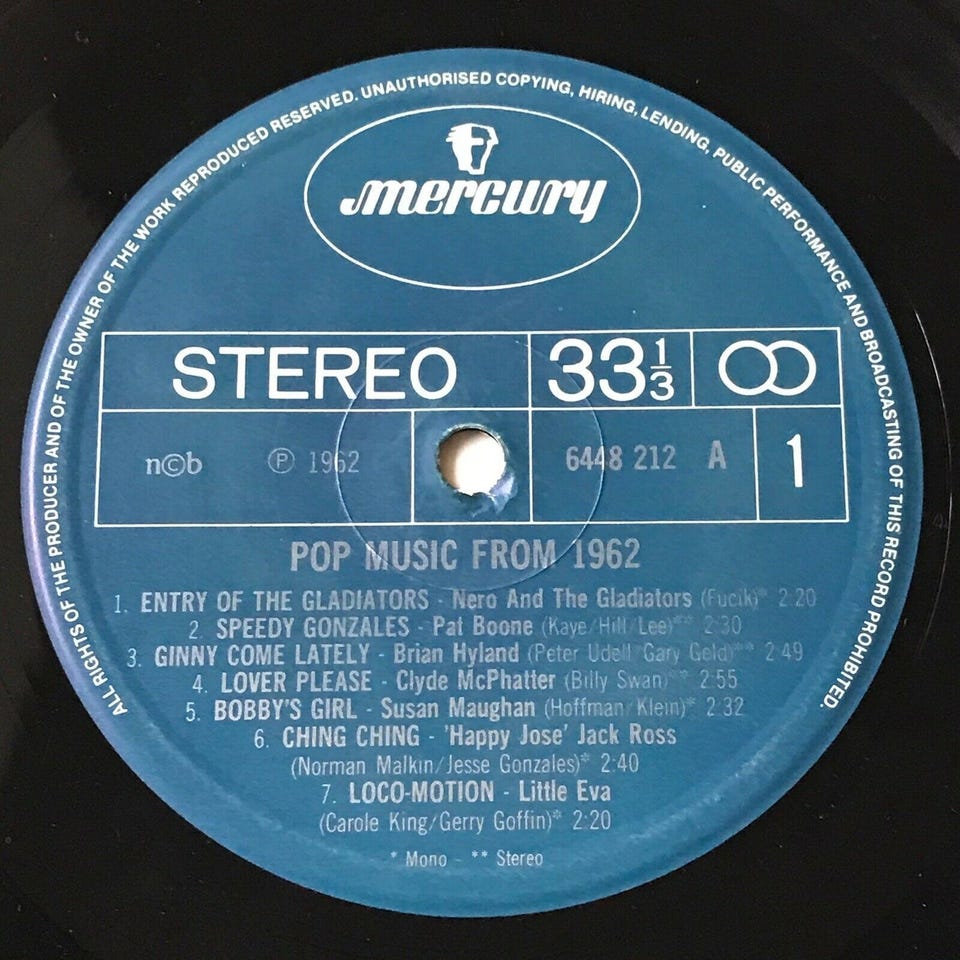 ALL RIGHTS OF THE PRODUCER AND OF THE OWNER OF THE WORK REPRODUCED RESERVED. UNAUTHORISED COPYING, HIRING, LENDING, PUBLIC PERFORMANCE AND BROADCASTING OF THIS RECORD PROHIBITED.
mercury
STEREO 33 1/3
n©b ℗ 1962 6448 212 A 1
POP MUSIC FROM 1962
1. ENTRY OF THE GLADIATORS - Nero And The Gladiators (Fucik)* 2:20
2. SPEEDY GONZALES - Pat Boone (Kaye/Hill/Lee)** 2:30
3. GINNY COME LATELY - Brian Hyland (Peter Udell/Gary Geld)** 2:49
4. LOVER PLEASE - Clyde McPhatter (Billy Swan)** 2:55
5. BOBBY'S GIRL - Susan Maughan (Hoffman/Klein)* 2:32
6. CHING CHING - 'Happy Jose' Jack Ross
(Norman Malkin/Jesse Gonzales)* 2:40
7. LOCO-MOTION - Little Eva
(Carole King/Gerry Goffin)* 2:20
* Mono - ** Stereo